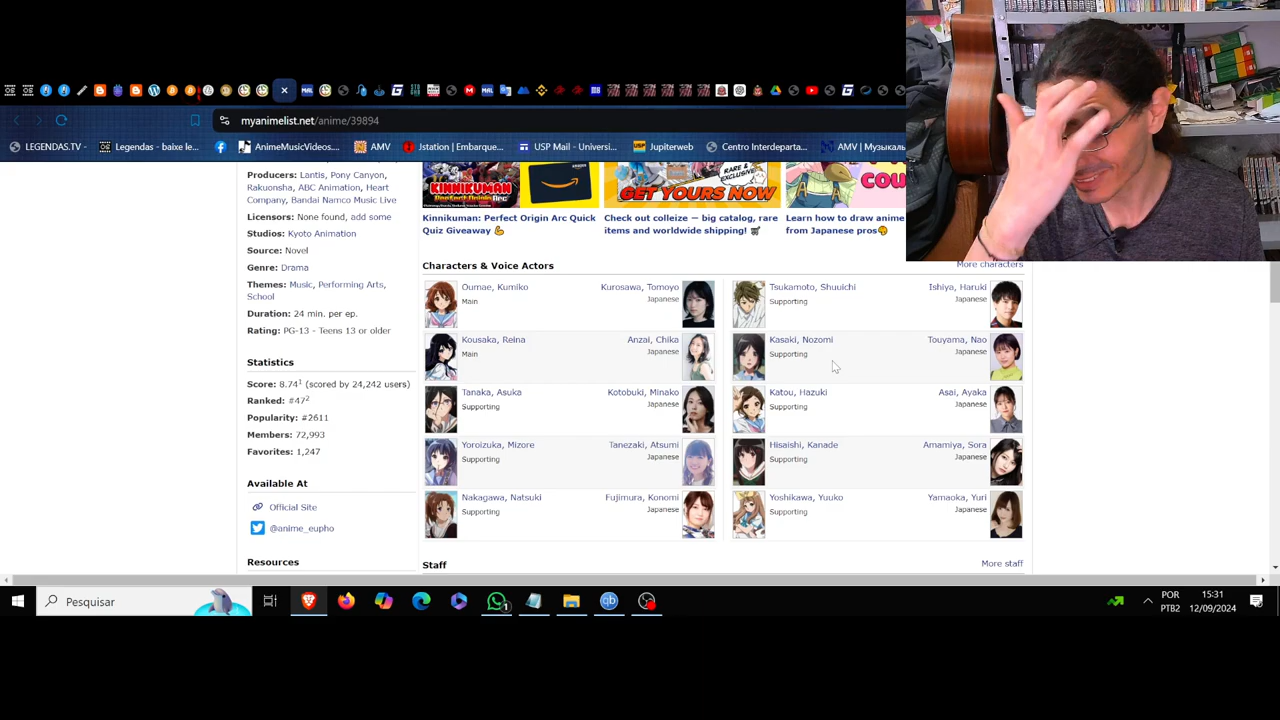 myanimelist.net/anime/39894
LEGENDAS.TV -
Legendas - baixe le...
AnimeMusicVideos...
AMV
Jstation | Embarque...
USP Mail - Universi...
Jupiterweb
Centro Interdeparta...
AMV | Музыкаль
Producers: Lantis, Pony Canyon,
Rakuonsha, ABC Animation, Heart
Company, Bandai Namco Music Live
Licensors: None found, add some
Studios: Kyoto Animation
Source: Novel
Genre: Drama
Themes: Music, Performing Arts,
School
Duration: 24 min. per ep.
Rating: PG-13 - Teens 13 or older
Statistics
Score: 8.74¹ (scored by 24,242 users)
Ranked: #47²
Popularity: #2611
Members: 72,993
Favorites: 1,247
Available At
Official Site
@anime_eupho
Resources
KINNIKUMAN
Perfect Origin Arc
RARE &
EXCLUSIVE
GET YOURS NOW
COU
Kinnikuman: Perfect Origin Arc Quick
Quiz Giveaway
Check out colleize — big catalog, rare
items and worldwide shipping!
Learn how to draw anime
from Japanese pros
Characters & Voice Actors
More characters
Oumae, Kumiko
Main
Kurosawa, Tomoyo
Japanese
Tsukamoto, Shuuichi
Supporting
Ishiya, Haruki
Japanese
Kousaka, Reina
Main
Anzai, Chika
Japanese
Kasaki, Nozomi
Supporting
Touyama, Nao
Japanese
Tanaka, Asuka
Supporting
Kotobuki, Minako
Japanese
Katou, Hazuki
Supporting
Asai, Ayaka
Japanese
Yoroizuka, Mizore
Supporting
Tanezaki, Atsumi
Japanese
Hisaishi, Kanade
Supporting
Amamiya, Sora
Japanese
Nakagawa, Natsuki
Supporting
Fujimura, Konomi
Japanese
Yoshikawa, Yuuko
Supporting
Yamaoka, Yuri
Japanese
Staff
More staff
Pesquisar
POR
PTB2
15:31
12/09/2024